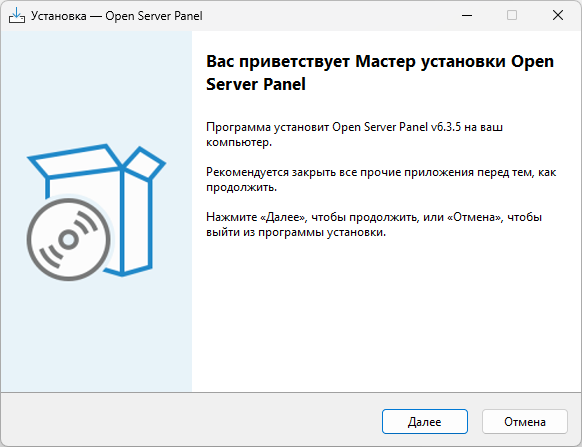 Установка — Open Server Panel
Вас приветствует Мастер установки Open
Server Panel
Программа установит Open Server Panel v6.3.5 на ваш
компьютер.
Рекомендуется закрыть все прочие приложения перед тем, как
продолжить.
Нажмите «Далее», чтобы продолжить, или «Отмена», чтобы
выйти из программы установки.
Далее
Отмена